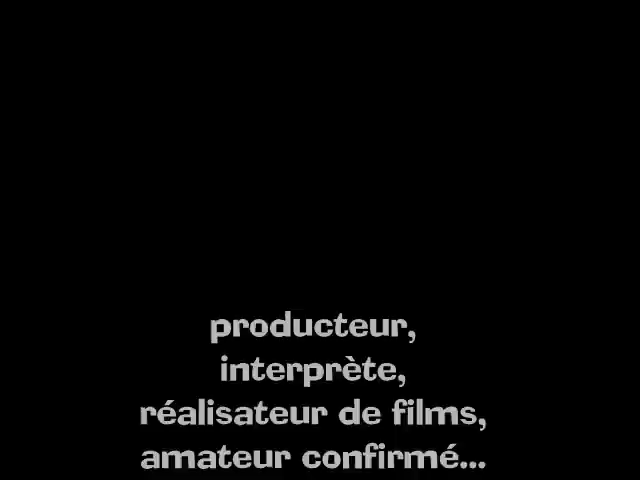 producteur,
interprète,
réalisateur de films,
amateur confirmé...